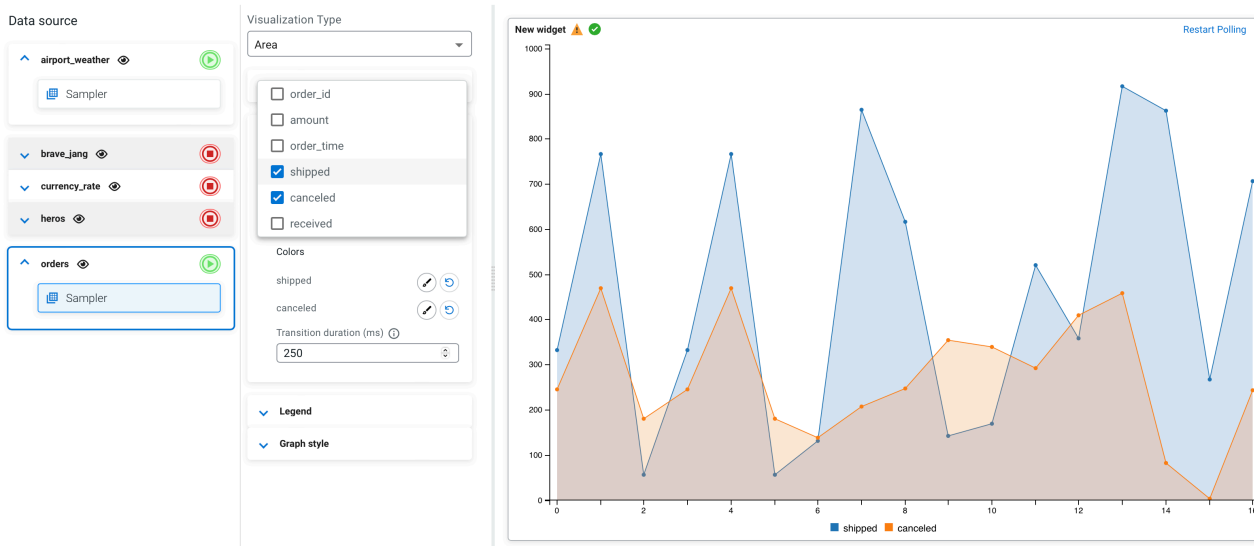 Data source
airport_weather
Sampler
brave_jang
currency_rate
heros
orders
Sampler
Visualization Type
Area
order_id
amount
order_time
shipped
canceled
received
Colors
shipped
canceled
Transition duration (ms)
250
Legend
Graph style
New widget
Restart Polling
1000
900
800
700
600
500
400
300
200
100
0
0 2 4 6 8 10 12 14 16
shipped canceled